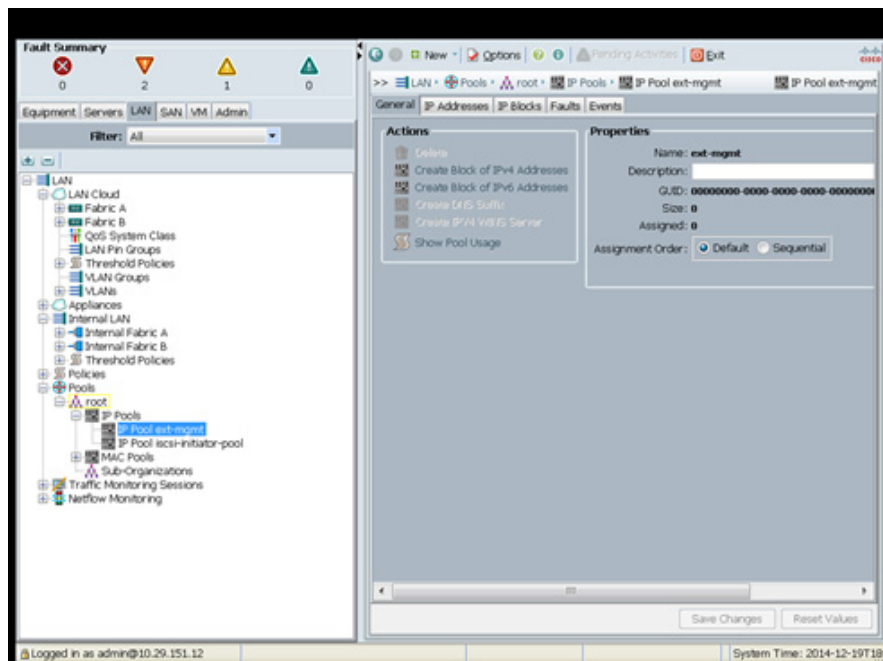 Fault Summary
0 2 1 0
Equipment Servers LAN SAN VM Admin
Filter: All
LAN
LAN Cloud
Fabric A
Fabric B
QoS System Class
LAN Pin Groups
Threshold Policies
VLAN Groups
VLANs
Appliances
Internal LAN
Internal Fabric A
Internal Fabric B
Threshold Policies
Policies
Pools
root
IP Pools
IP Pool ext-mgmt
IP Pool iscsi-initiator-pool
MAC Pools
Sub-Organizations
Traffic Monitoring Sessions
Netflow Monitoring
New Options Pending Activities Exit
CISCO
>> LAN Pools root IP Pools IP Pool ext-mgmt IP Pool ext-mgmt
General IP Addresses IP Blocks Faults Events
Actions
Delete
Create Block of IPv4 Addresses
Create Block of IPv6 Addresses
Create DNS Suffix
Create IPv4 WINS Server
Show Pool Usage
Properties
Name: ext-mgmt
Description:
GUID: 00000000-0000-0000-0000-00000000
Size: 0
Assigned: 0
Assignment Order: Default Sequential
Save Changes Reset Values
Logged in as admin@10.29.151.12 System Time: 2014-12-19T18